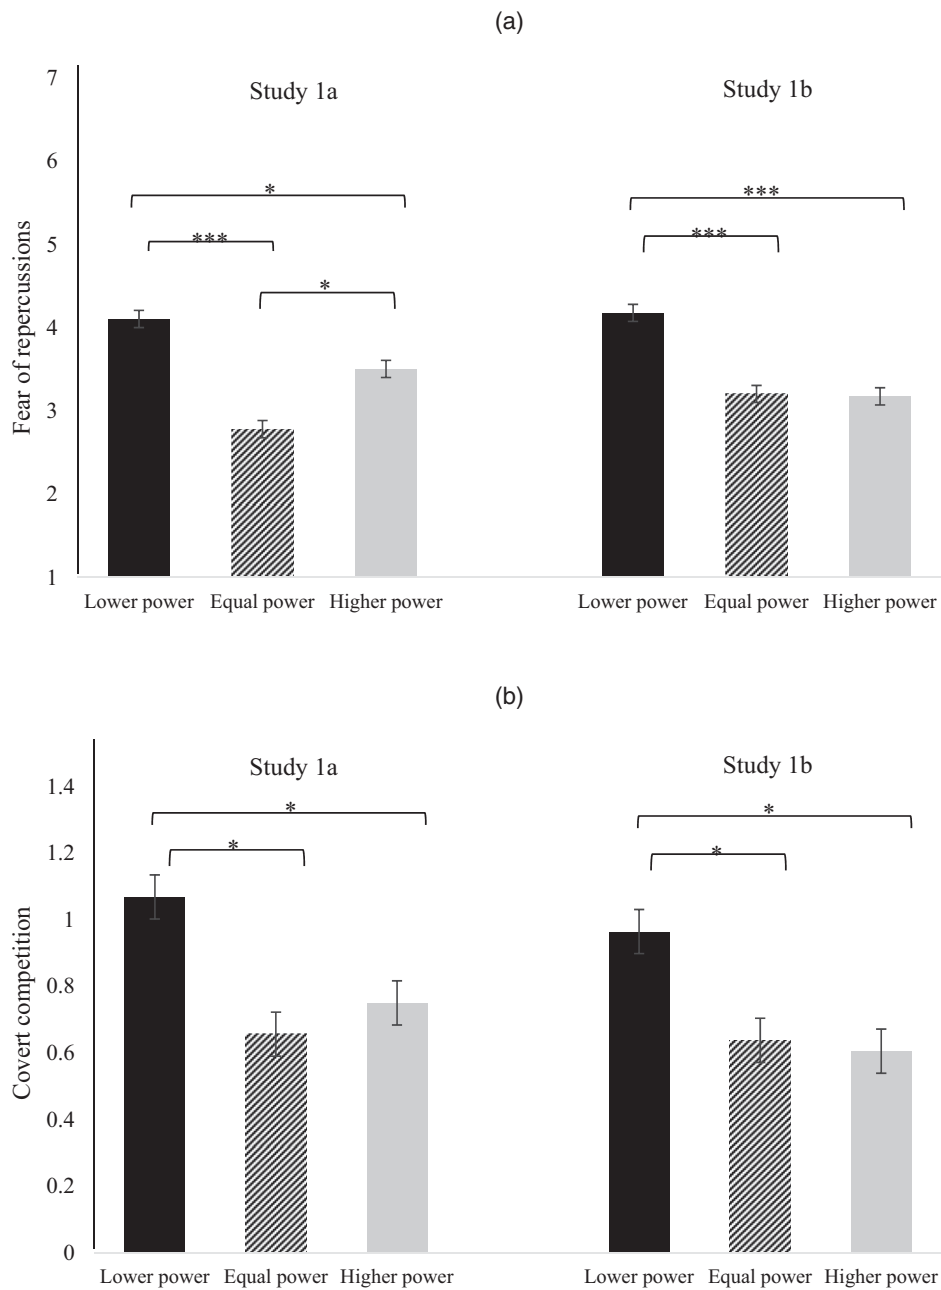 (a)
7
Study 1a
Study 1b
6
*
***
5
***
***
*
4
Fear of repercussions
3
2
1
Lower power Equal power Higher power
Lower power Equal power Higher power
(b)
Study 1a
Study 1b
1.4
*
*
1.2
*
*
1
Covert competition
0.8
0.6
0.4
0.2
0
Lower power Equal power Higher power
Lower power Equal power Higher power